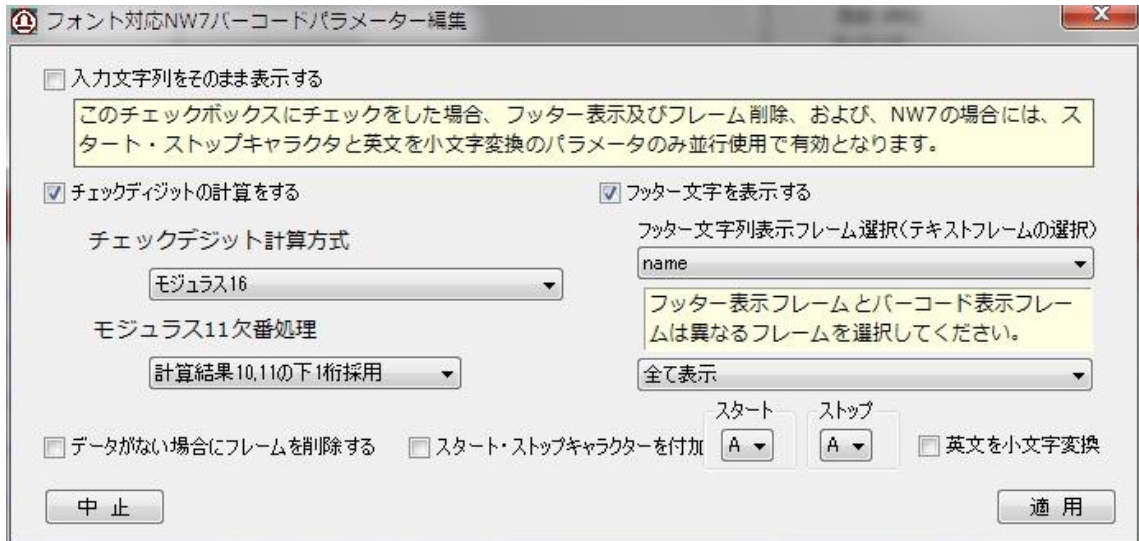 フォント対応NW7バーコードパラメーター編集
入力文字列をそのまま表示する
このチェックボックスにチェックをした場合、フッター表示及びフレーム削除、および、NW7の場合には、ス
タート・ストップキャラクタと英文を小文字変換のパラメータのみ並行使用で有効となります。
チェックディジットの計算をする
フッター文字を表示する
チェックデジット計算方式
フッター文字列表示フレーム選択(テキストフレームの選択)
モジュラス16
name
モジュラス11欠番処理
フッター表示フレームとバーコード表示フレー
ムは異なるフレームを選択してください。
計算結果10,11の下1桁採用
全て表示
スタート
ストップ
データがない場合にフレームを削除する
スタート・ストップキャラクターを付加
A
A
英文を小文字変換
中 止
適 用